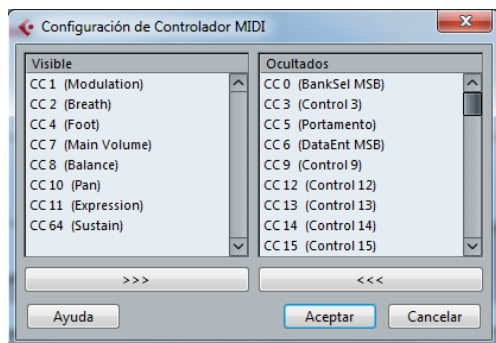 Configuración de Controlador MIDI
Visible
CC 1 (Modulation)
CC 2 (Breath)
CC 4 (Foot)
CC 7 (Main Volume)
CC 8 (Balance)
CC 10 (Pan)
CC 11 (Expression)
CC 64 (Sustain)
>>>
Ocultados
CC 0 (BankSel MSB)
CC 3 (Control 3)
CC 5 (Portamento)
CC 6 (DataEnt MSB)
CC 9 (Control 9)
CC 12 (Control 12)
CC 13 (Control 13)
CC 14 (Control 14)
CC 15 (Control 15)
<<<
Ayuda
Aceptar
Cancelar